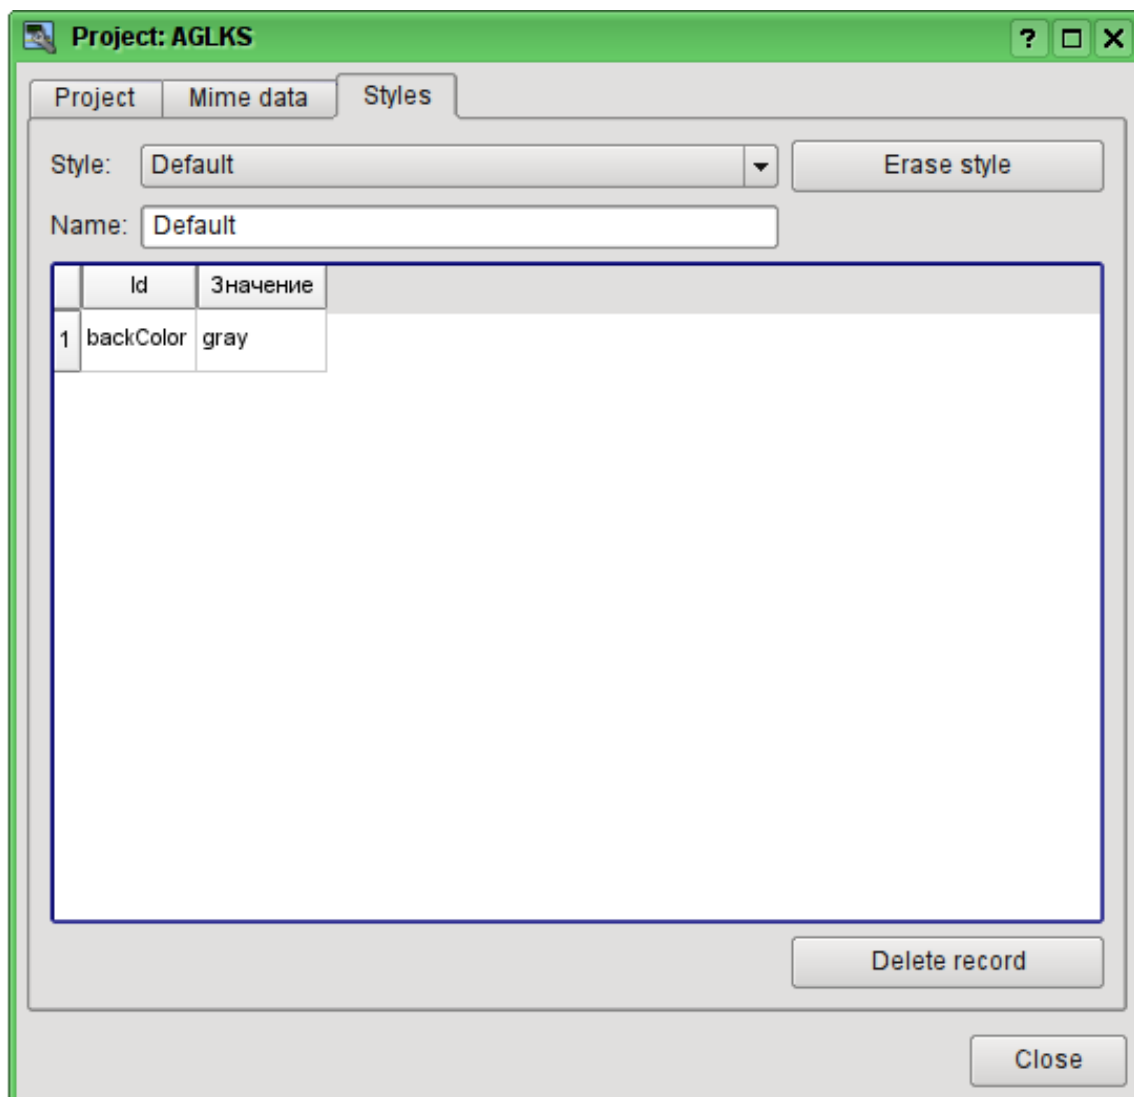 Project: AGLKS
Project Mime data Styles
Style: Default Erase style
Name: Default
Id Значение
1 backColor gray
Delete record
Close